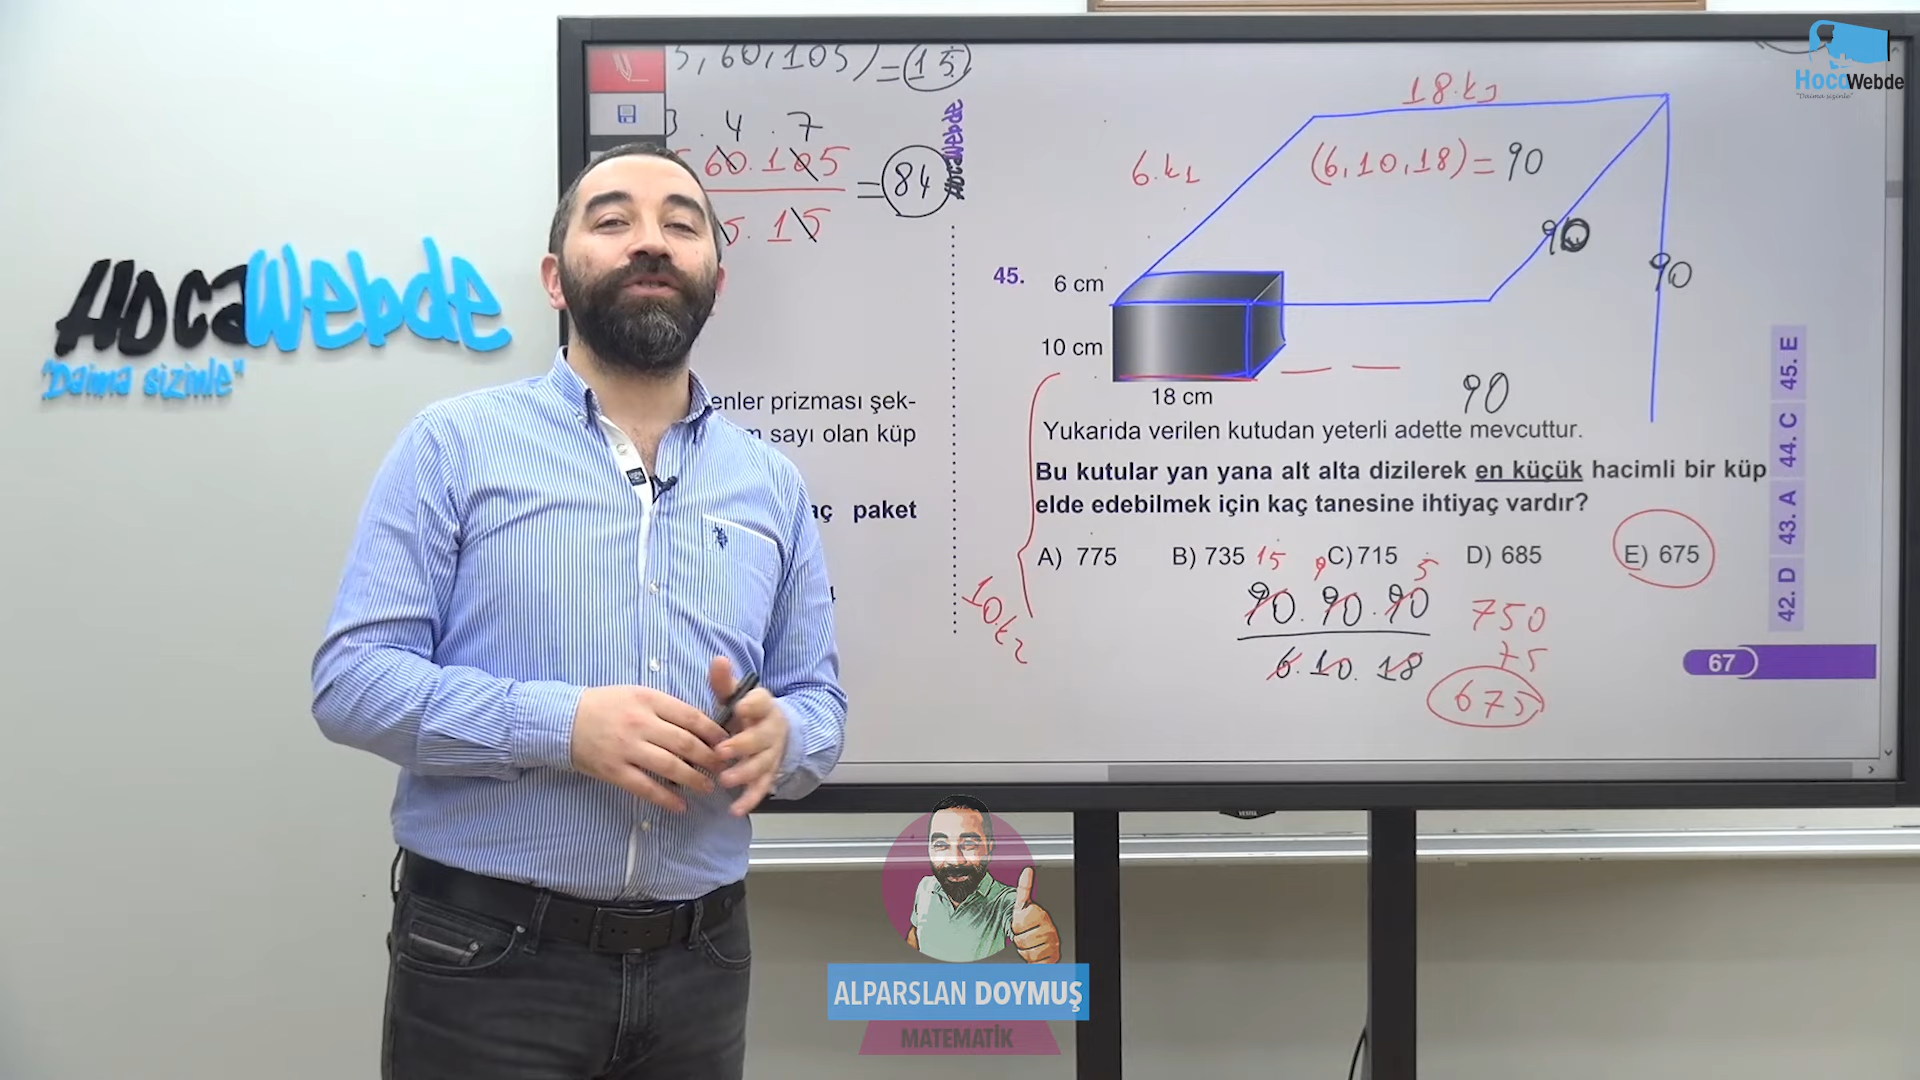 HocaWebde
"Daima sizinle"
HocaWebde
"Daima sizinle"
, 60, 105) = 15
3 . 4 . 7
60 . 105
5 . 15
= 84
HocaWebde
enler prizması şek-
m sayı olan küp
aç paket
45.
6 cm
10 cm
18 cm
6.k1
18.k3
(6,10,18) = 90
90
90
90
10.k2
Yukarıda verilen kutudan yeterli adette mevcuttur.
Bu kutular yan yana alt alta dizilerek en küçük hacimli bir küp
elde edebilmek için kaç tanesine ihtiyaç vardır?
A) 775 B) 735 C) 715 D) 685 E) 675
15 9 5
90 . 90 . 90
6 . 10 . 18
750
75
675
42. D 43. A 44. C 45. E
67
ALPARSLAN DOYMUŞ
MATEMATİK